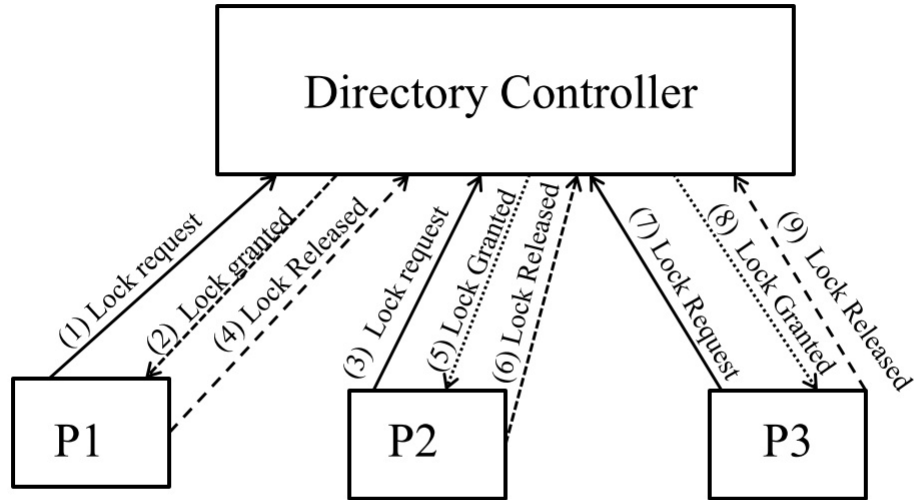 Directory Controller
(1) Lock request
(2) Lock granted
(4) Lock Released
(3) Lock request
(5) Lock Granted
(6) Lock Released
(7) Lock Request
(8) Lock Granted
(9) Lock Released
P1
P2
P3